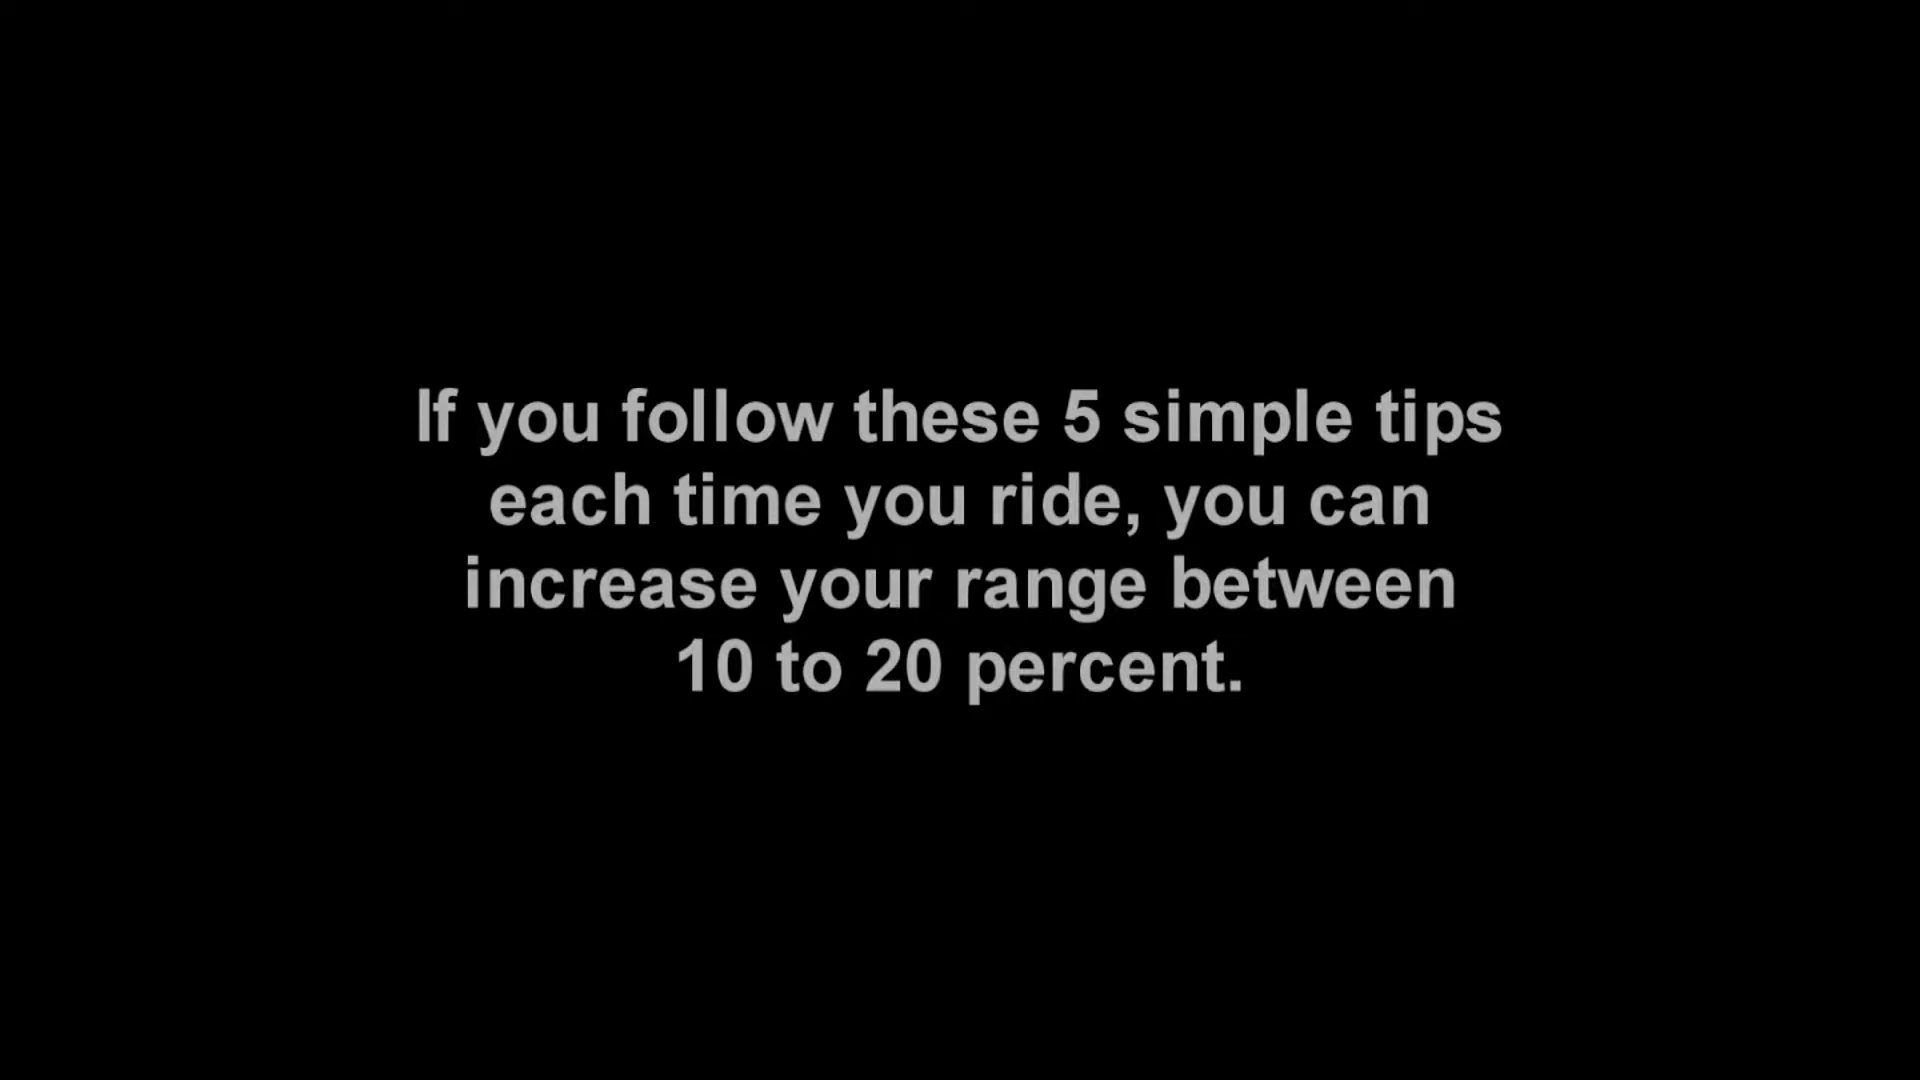 If you follow these 5 simple tips
each time you ride, you can
increase your range between
10 to 20 percent.